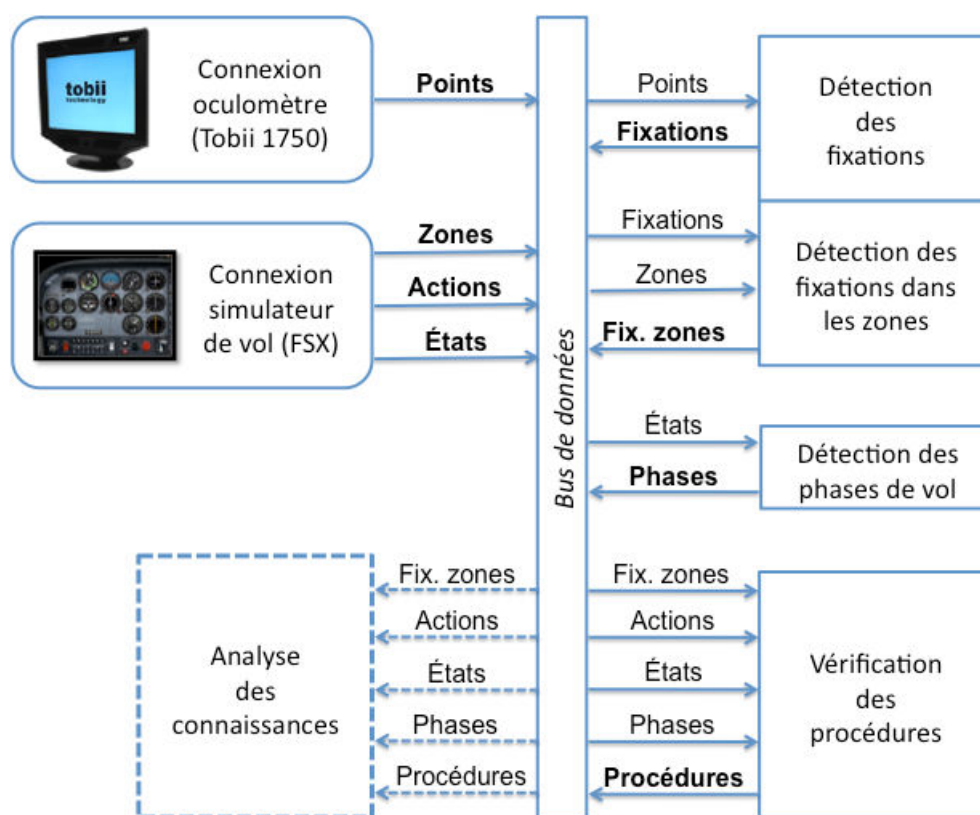 tobii
technology
Connexion
oculomètre
(Tobii 1750)
Points
Points
Fixations
Détection
des
fixations
Connexion
simulateur
de vol (FSX)
Zones
Actions
États
Bus de données
Fixations
Zones
Fix. zones
Détection des
fixations dans
les zones
États
Phases
Détection des
phases de vol
Analyse
des
connaissances
Fix. zones
Actions
États
Phases
Procédures
Fix. zones
Actions
États
Phases
Procédures
Vérification
des
procédures